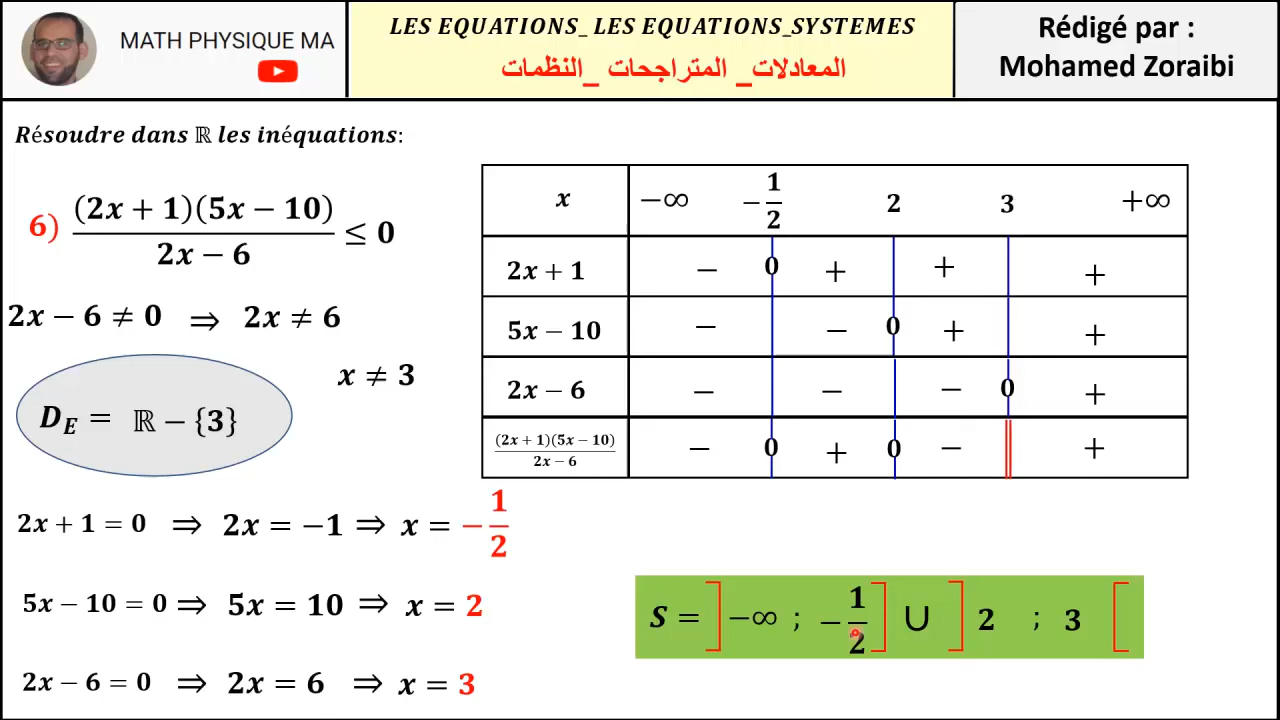 MATH PHYSIQUE MA
LES EQUATIONS_ LES EQUATIONS_SYSTEMES
المعادلات_ المتراجحات _النظمات
Rédigé par :
Mohamed Zoraibi
Résoudre dans ℝ les inéquations:
6) (2x + 1)(5x − 10) / 2x − 6 ≤ 0
2x − 6 ≠ 0 ⇒ 2x ≠ 6
x ≠ 3
D_E = ℝ − {3}
x −∞ −1/2 2 3 +∞
2x + 1 − 0 + + +
5x − 10 − − 0 + +
2x − 6 − − − 0 +
(2x + 1)(5x − 10) / 2x − 6 − 0 + 0 − || +
2x + 1 = 0 ⇒ 2x = −1 ⇒ x = −1/2
5x − 10 = 0 ⇒ 5x = 10 ⇒ x = 2
2x − 6 = 0 ⇒ 2x = 6 ⇒ x = 3
S = ]−∞ ; −1/2] ∪ ]2 ; 3[